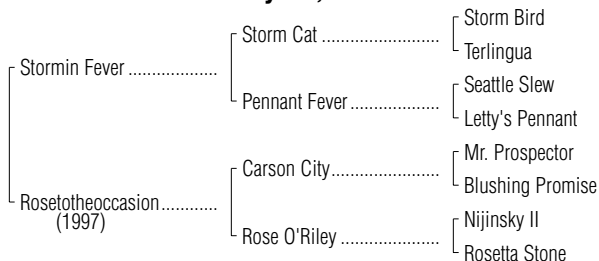 Storm Bird
Storm Cat ........................
Terlingua
Stormin Fever ..................
Seattle Slew
Pennant Fever ..................
Letty's Pennant
Mr. Prospector
Carson City......................
Blushing Promise
Rosetotheoccasion...........
(1997)
Nijinsky II
Rose O'Riley ....................
Rosetta Stone